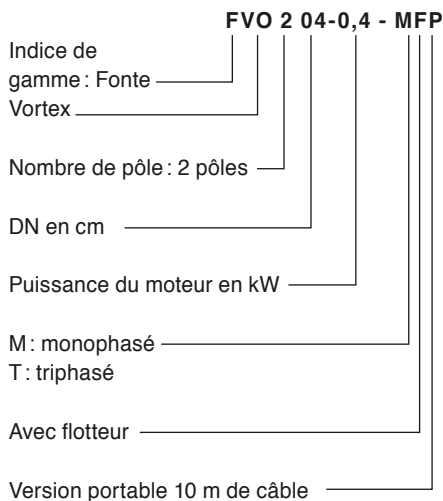 FVO 2 04-0,4 - MFP
Indice de
gamme : Fonte
Vortex
Nombre de pôle : 2 pôles
DN en cm
Puissance du moteur en kW
M : monophasé
T : triphasé
Avec flotteur
Version portable 10 m de câble